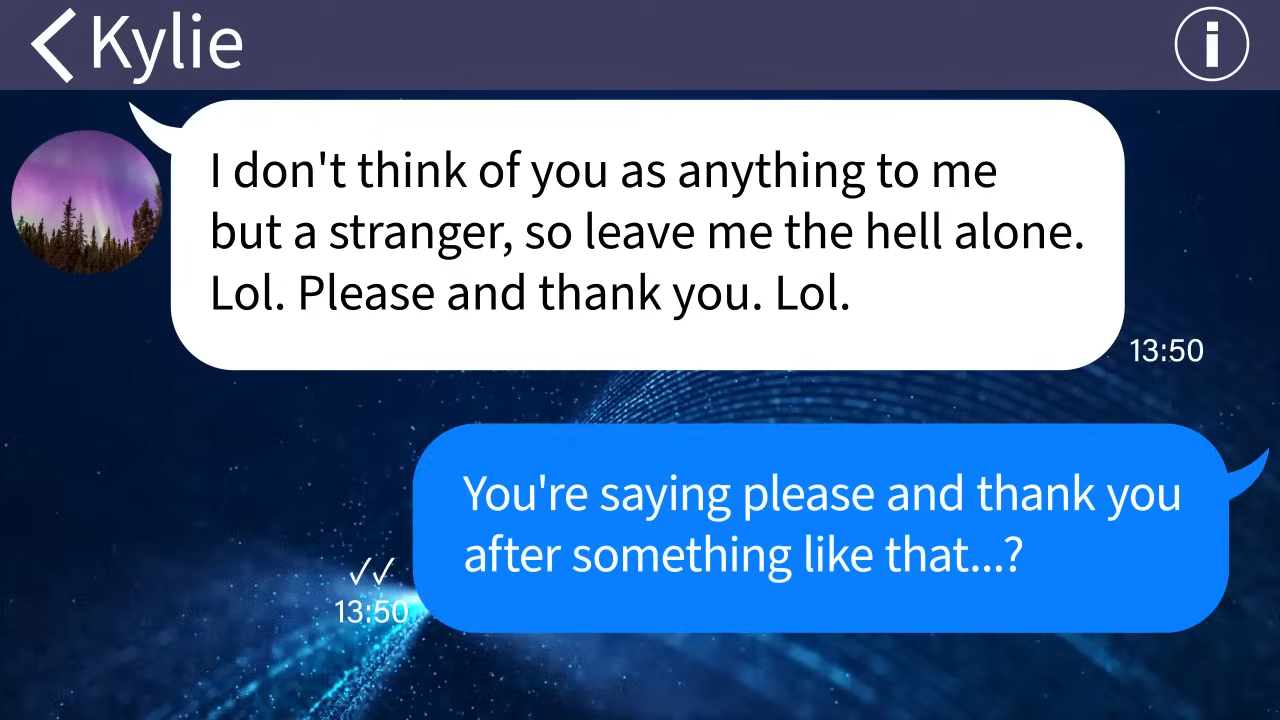 Kylie
I don't think of you as anything to me
but a stranger, so leave me the hell alone.
Lol. Please and thank you. Lol.
13:50
You're saying please and thank you
after something like that...?
13:50